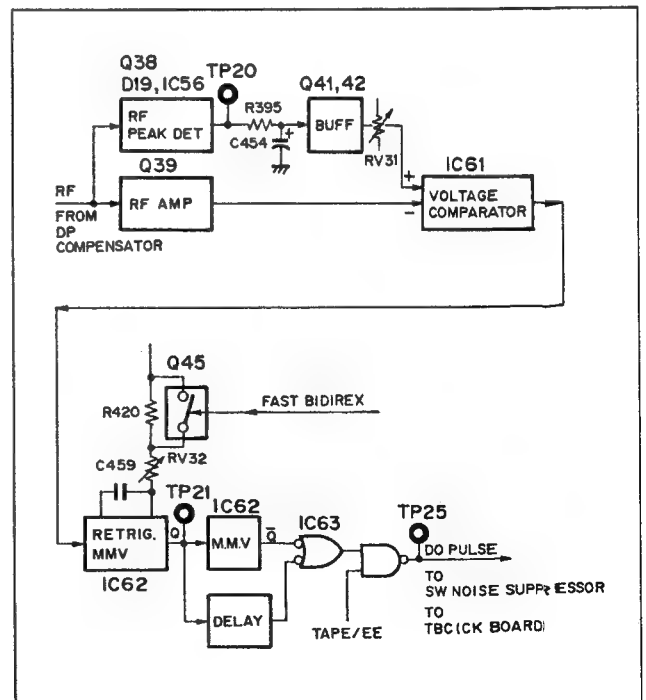 Q38
D19, IC56
TP20
RF
PEAK DET
R395
C454
+
Q41, 42
BUFF
RV31
Q39
RF AMP
RF
FROM
DP
COMPENSATOR
IC61
+
-
VOLTAGE
COMPARATOR
Q45
R420
FAST BIDIREX
C459
RV32
TP21
RETRIG.
MMV
Q
IC62
IC62
M.M.V
Q̅
IC63
DELAY
TAPE/EE
TP25
DO PULSE
TO
SW NOISE SUPPRESSOR
TO
TBC (CK BOARD)